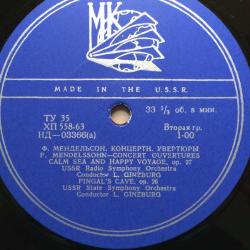 МК
MADE IN THE U.S.S.R.
33 ⅓ об. в мин.
ТУ 35
ХП 558-63
НД—03366(a)
Вторая гр.
1-00
Ф. МЕНДЕЛЬСОН, КОНЦЕРТН. УВЕРТЮРЫ
F. MENDELSSOHN—CONCERT OUVERTURES
CALM SEA AND HAPPY VOYAGE, op. 27
USSR Radio Symphony Orchestra
Conductor L. GINZBURG
FINGAL'S CAVE, op. 26
USSR State Symphony Orchestra
Conductor L. GINZBURG